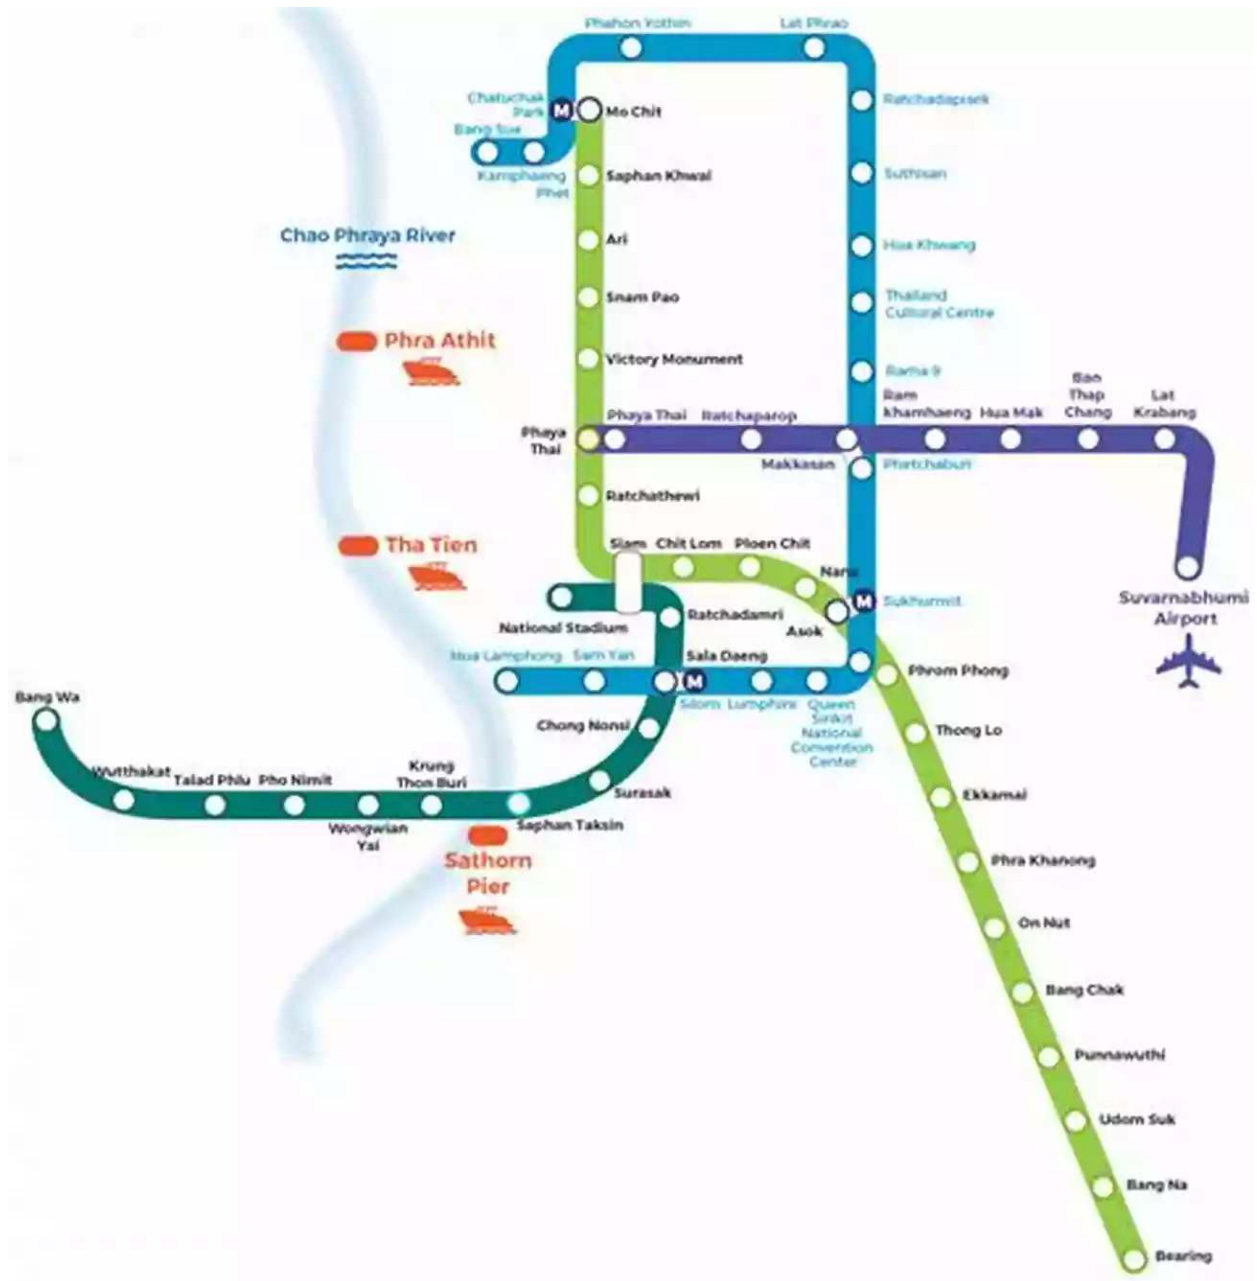 Phahon Yothin
Lat Phrao
Chatuchak
Park
M
Mo Chit
Ratchadapisek
Bang Sue
Kamphaeng
Phet
Saphan Khwai
Suthisan
Chao Phraya River
Ari
Hua Khwang
Snam Pao
Thailand
Cultural Centre
Phra Athit
Victory Monument
Rama 9
Phaya
Thai
Phaya Thai
Ratchaparop
Ram
khamhaeng
Hua Mak
Ban
Thap
Chang
Lat
Krabang
Makkasan
Phetchaburi
Ratchathewi
Tha Tien
Siam
Chit Lom
Ploen Chit
Nana
M
Sukhumvit
Asok
Suvarnabhumi
Airport
National Stadium
Ratchadamri
Hua Lamphong
Sam Yan
Sala Daeng
M
Silom
Lumphini
Queen
Sirikit
National
Convention
Center
Phrom Phong
Bang Wa
Chong Nonsi
Thong Lo
Wutthakat
Talad Phlu
Pho Nimit
Krung
Thon Buri
Wongwian
Yai
Surasak
Saphan Taksin
Ekkamai
Sathorn
Pier
Phra Khanong
On Nut
Bang Chak
Punnawuthi
Udom Suk
Bang Na
Bearing